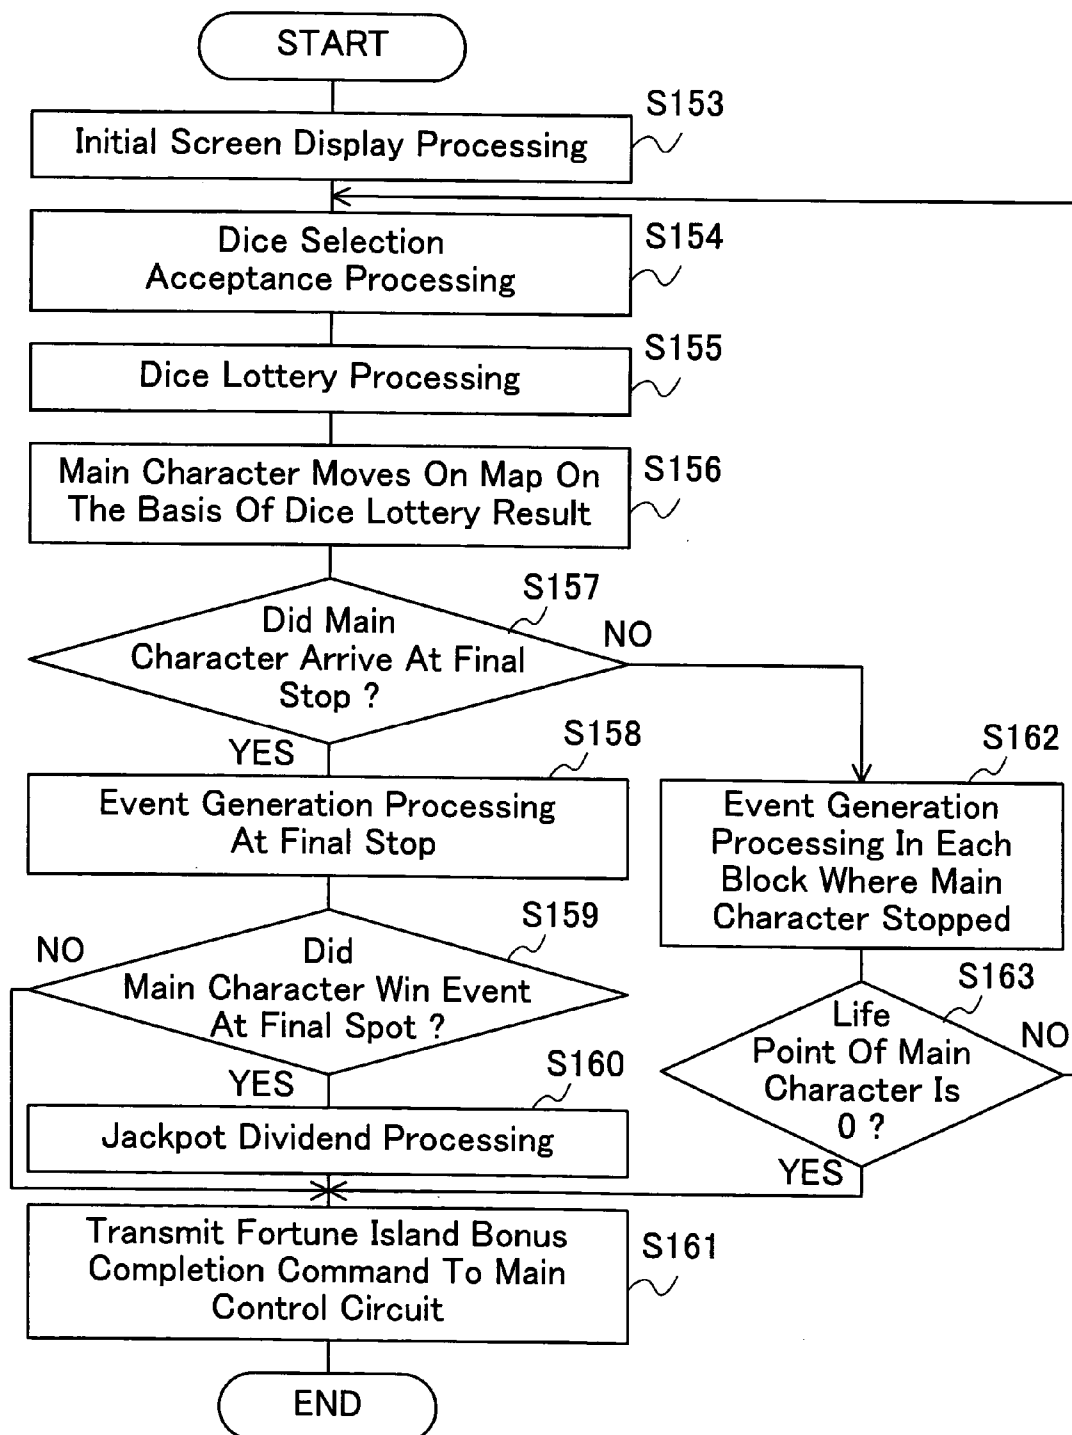 START
S153
Initial Screen Display Processing
S154
Dice Selection
Acceptance Processing
S155
Dice Lottery Processing
S156
Main Character Moves On Map On
The Basis Of Dice Lottery Result
S157
Did Main
Character Arrive At Final
Stop ?
NO
YES
S158
Event Generation Processing
At Final Stop
S162
Event Generation
Processing In Each
Block Where Main
Character Stopped
S159
NO
Did
Main Character Win Event
At Final Spot ?
YES
S163
Life
Point Of Main
Character Is
0 ?
NO
YES
S160
Jackpot Dividend Processing
S161
Transmit Fortune Island Bonus
Completion Command To Main
Control Circuit
END